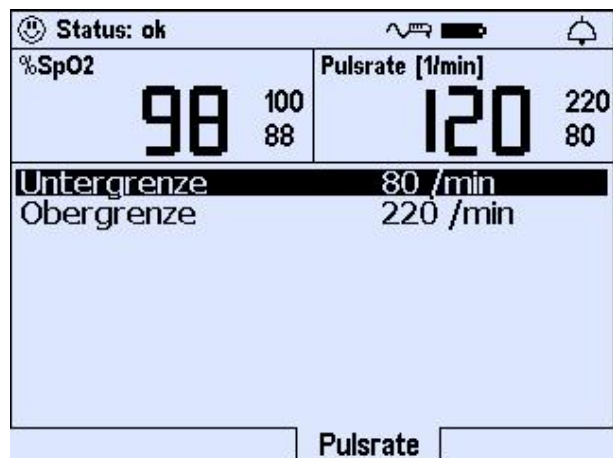 Status: ok
%SpO2
98
100
88
Pulsrate [1/min]
120
220
80
Untergrenze 80 /min
Obergrenze 220 /min
Pulsrate